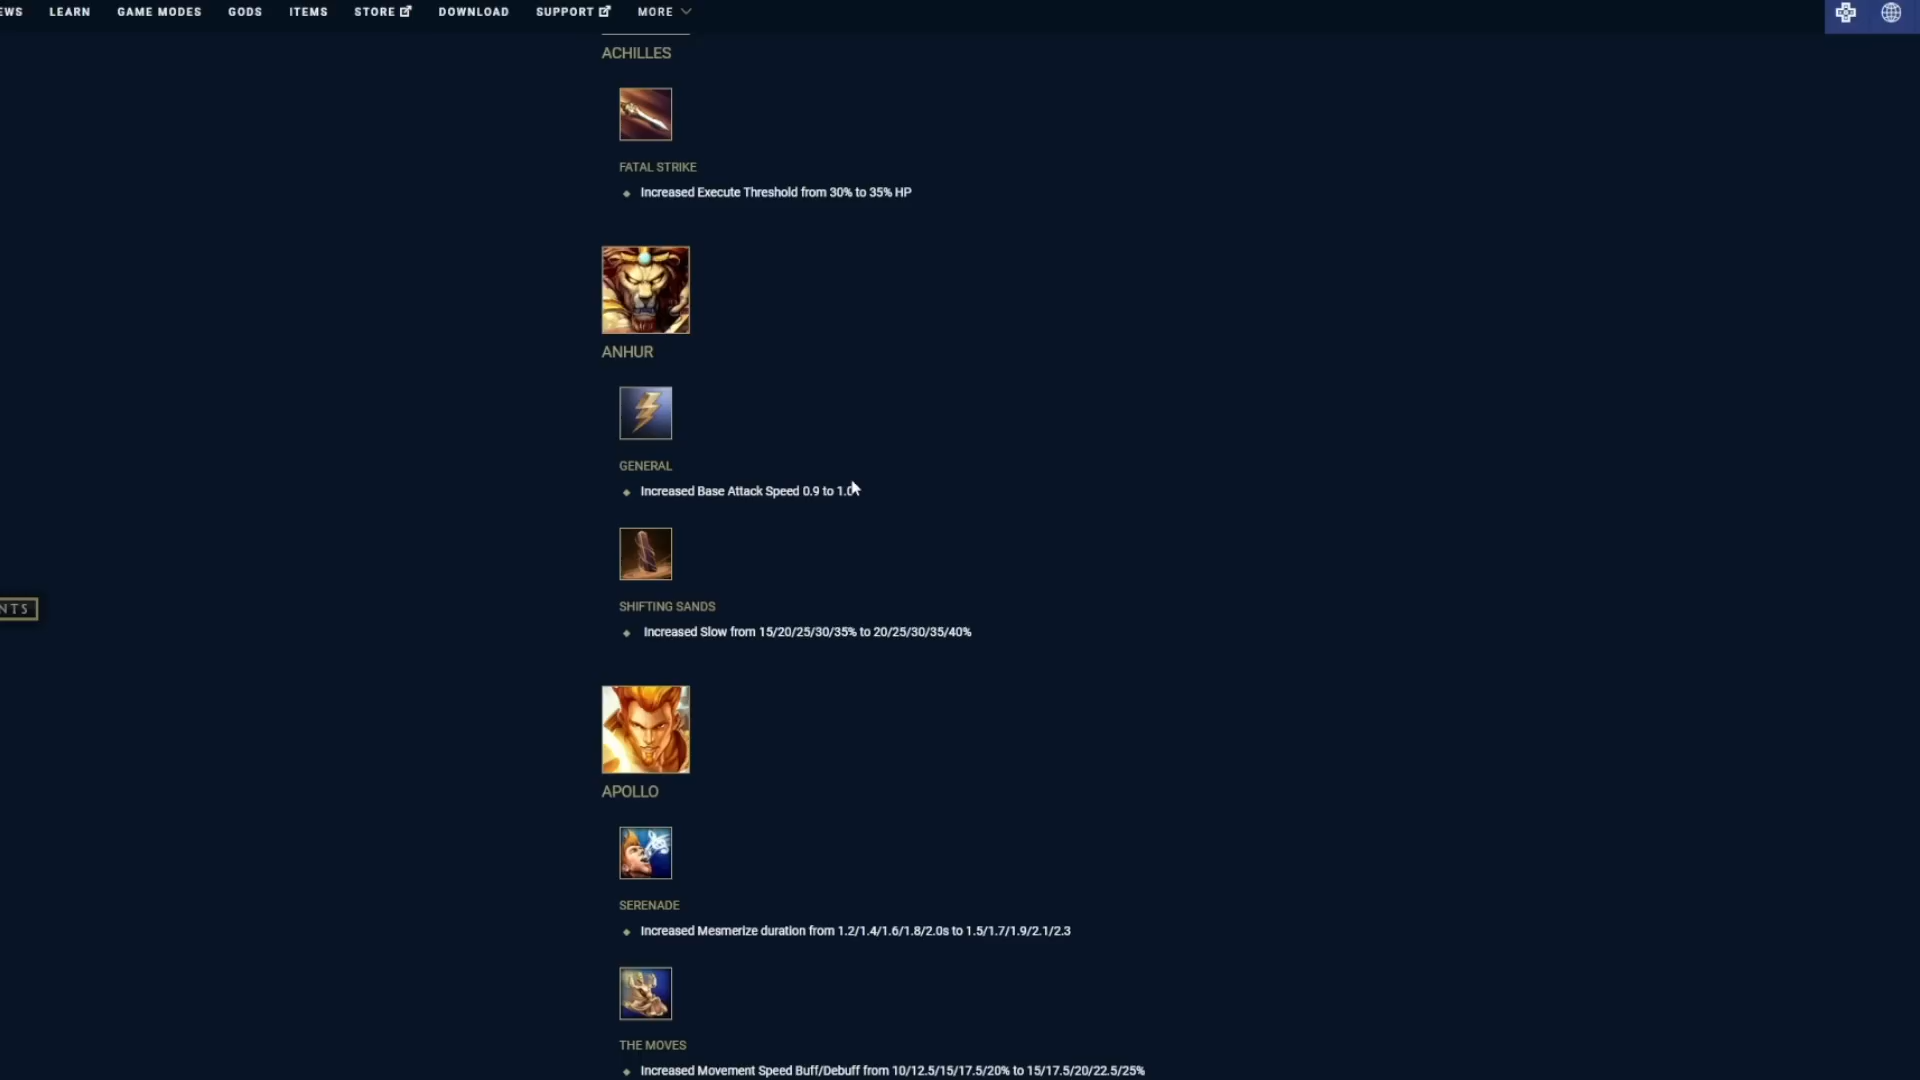 LEARN GAME MODES GODS ITEMS STORE DOWNLOAD SUPPORT MORE
ACHILLES
FATAL STRIKE
Increased Execute Threshold from 30% to 35% HP
ANHUR
GENERAL
Increased Base Attack Speed 0.9 to 1.0
SHIFTING SANDS
Increased Slow from 15/20/25/30/35% to 20/25/30/35/40%
APOLLO
SERENADE
Increased Mesmerize duration from 1.2/1.4/1.6/1.8/2.0s to 1.5/1.7/1.9/2.1/2.3
THE MOVES
Increased Movement Speed Buff/Debuff from 10/12.5/15/17.5/20% to 15/17.5/20/22.5/25%